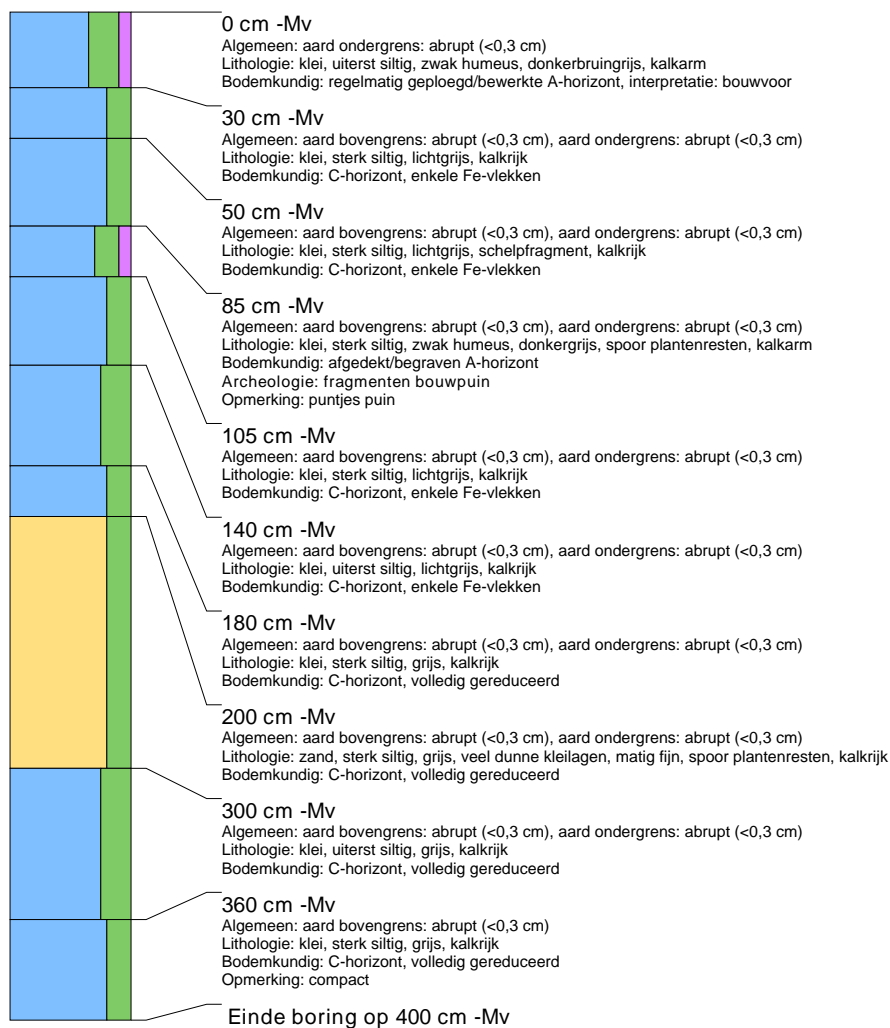 0 cm -Mv
Algemeen: aard ondergrens: abrupt (<0,3 cm)
Lithologie: klei, uiterst siltig, zwak humeus, donkerbruingrijs, kalkarm
Bodemkundig: regelmatig geploegd/bewerkte A-horizont, interpretatie: bouwvoor
30 cm -Mv
Algemeen: aard bovengrens: abrupt (<0,3 cm), aard ondergrens: abrupt (<0,3 cm)
Lithologie: klei, sterk siltig, lichtgrijs, kalkrijk
Bodemkundig: C-horizont, enkele Fe-vlekken
50 cm -Mv
Algemeen: aard bovengrens: abrupt (<0,3 cm), aard ondergrens: abrupt (<0,3 cm)
Lithologie: klei, sterk siltig, lichtgrijs, schelpfragment, kalkrijk
Bodemkundig: C-horizont, enkele Fe-vlekken
85 cm -Mv
Algemeen: aard bovengrens: abrupt (<0,3 cm), aard ondergrens: abrupt (<0,3 cm)
Lithologie: klei, sterk siltig, zwak humeus, donkergrijs, spoor plantenresten, kalkarm
Bodemkundig: afgedekt/begraven A-horizont
Archeologie: fragmenten bouwpuin
Opmerking: puntjes puin
105 cm -Mv
Algemeen: aard bovengrens: abrupt (<0,3 cm), aard ondergrens: abrupt (<0,3 cm)
Lithologie: klei, sterk siltig, lichtgrijs, kalkrijk
Bodemkundig: C-horizont, enkele Fe-vlekken
140 cm -Mv
Algemeen: aard bovengrens: abrupt (<0,3 cm), aard ondergrens: abrupt (<0,3 cm)
Lithologie: klei, uiterst siltig, lichtgrijs, kalkrijk
Bodemkundig: C-horizont, enkele Fe-vlekken
180 cm -Mv
Algemeen: aard bovengrens: abrupt (<0,3 cm), aard ondergrens: abrupt (<0,3 cm)
Lithologie: klei, sterk siltig, grijs, kalkrijk
Bodemkundig: C-horizont, volledig gereduceerd
200 cm -Mv
Algemeen: aard bovengrens: abrupt (<0,3 cm), aard ondergrens: abrupt (<0,3 cm)
Lithologie: zand, sterk siltig, grijs, veel dunne kleilagen, matig fijn, spoor plantenresten, kalkrijk
Bodemkundig: C-horizont, volledig gereduceerd
300 cm -Mv
Algemeen: aard bovengrens: abrupt (<0,3 cm), aard ondergrens: abrupt (<0,3 cm)
Lithologie: klei, uiterst siltig, grijs, kalkrijk
Bodemkundig: C-horizont, volledig gereduceerd
360 cm -Mv
Algemeen: aard bovengrens: abrupt (<0,3 cm)
Lithologie: klei, sterk siltig, grijs, kalkrijk
Bodemkundig: C-horizont, volledig gereduceerd
Opmerking: compact
Einde boring op 400 cm -Mv